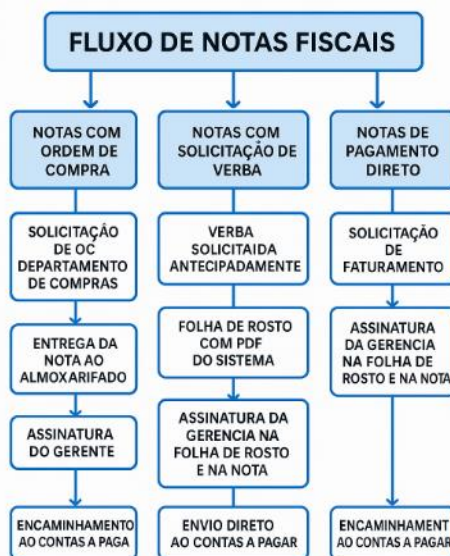 FLUXO DE NOTAS FISCAIS
NOTAS COM
ORDEM DE
COMPRA
SOLICITAÇÃO
DE OC
DEPARTAMENTO
DE COMPRAS
ENTREGA DA
NOTA AO
ALMOXARIFADO
ASSINATURA
DO GERENTE
ENCAMINHAMENTO
AO CONTAS A PAGA
NOTAS COM
SOLICITAÇÃO DE
VERBA
VERBA
SOLICITAIDA
ANTECIPADAMENTE
FOLHA DE ROSTO
COM PDF
DO SISTEMA
ASSINATURA DA
GERENCIA NA
FOLHA DE ROSTO
E NA NOTA
ENVIO DIRETO
AO CONTAS A PAGAR
NOTAS DE
PAGAMENTO
DIRETO
SOLICITAÇÃO
DE
FATURAMENTO
ASSINATURA
DA GERENCIA
NA FOLHA DE
ROSTO E NA NOTA
ENCAMINHAMENT
AO CONTAS A PAGAR